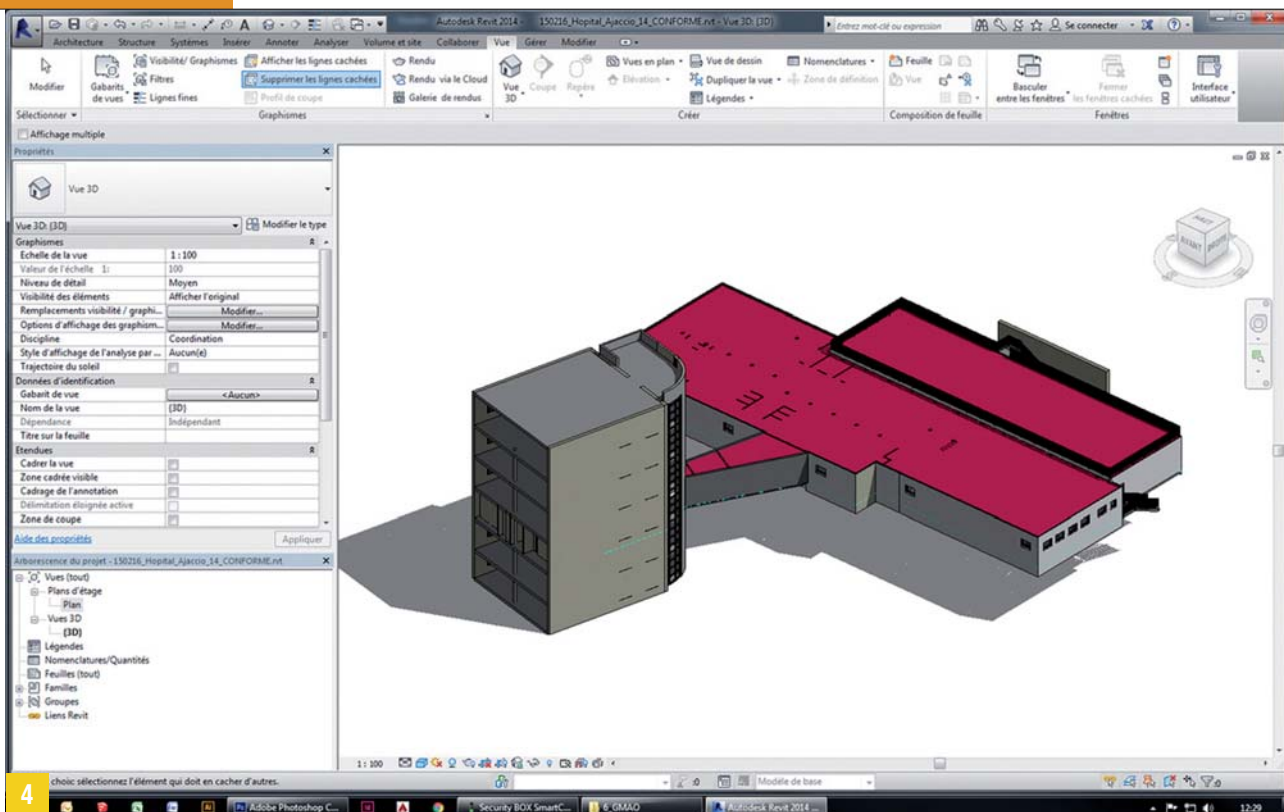 Autodesk Revit 2014 - 150216_Hopital_Ajaccio_14_CONFORME.rvt - Vue 3D: {3D}
Entrez mot-clé ou expression
Se connecter
Architecture Structure Systèmes Insérer Annoter Analyser Volume et site Collaborer Vue Gérer Modifier
Modifier
Gabarits de vues
Visibilité/ Graphismes
Filtres
Lignes fines
Afficher les lignes cachées
Supprimer les lignes cachées
Profil de coupe
Rendu
Rendu via le Cloud
Galerie de rendus
Vue 3D
Coupe
Repère
Vues en plan
Élévation
Vue de dessin
Dupliquer la vue
Légendes
Nomenclatures
Zone de définition
Feuille
Vue
Basculer entre les fenêtres
Fermer les fenêtres cachées
Interface utilisateur
Sélectionner
Graphismes
Créer
Composition de feuille
Fenêtres
Affichage multiple
Propriétés
Vue 3D
Vue 3D: {3D}
Modifier le type
Graphismes
Echelle de la vue 1 : 100
Valeur de l'échelle 1: 100
Niveau de détail Moyen
Visibilité des éléments Afficher l'original
Remplacements visibilité / graphi... Modifier...
Options d'affichage des graphism... Modifier...
Discipline Coordination
Style d'affichage de l'analyse par ... Aucun(e)
Trajectoire du soleil
Données d'identification
Gabarit de vue <Aucun>
Nom de la vue {3D}
Dépendance Indépendant
Titre sur la feuille
Etendues
Cadrer la vue
Zone cadrée visible
Cadrage de l'annotation
Délimitation éloignée active
Zone de coupe
Aide des propriétés
Appliquer
Arborescence du projet - 150216_Hopital_Ajaccio_14_CONFORME.rvt
Vues (tout)
Plans d'étage
Plan
Vues 3D
{3D}
Légendes
Nomenclatures/Quantités
Feuilles (tout)
Familles
Groupes
Liens Revit
HAUT
AVANT
DROITE
1 : 100
choix: sélectionnez l'élément qui doit en cacher d'autres.
:0
Modèle de base
:0
4
Adobe Photoshop C...
Security BOX SmartC...
6_GMAO
Autodesk Revit 2014 ...
12:29